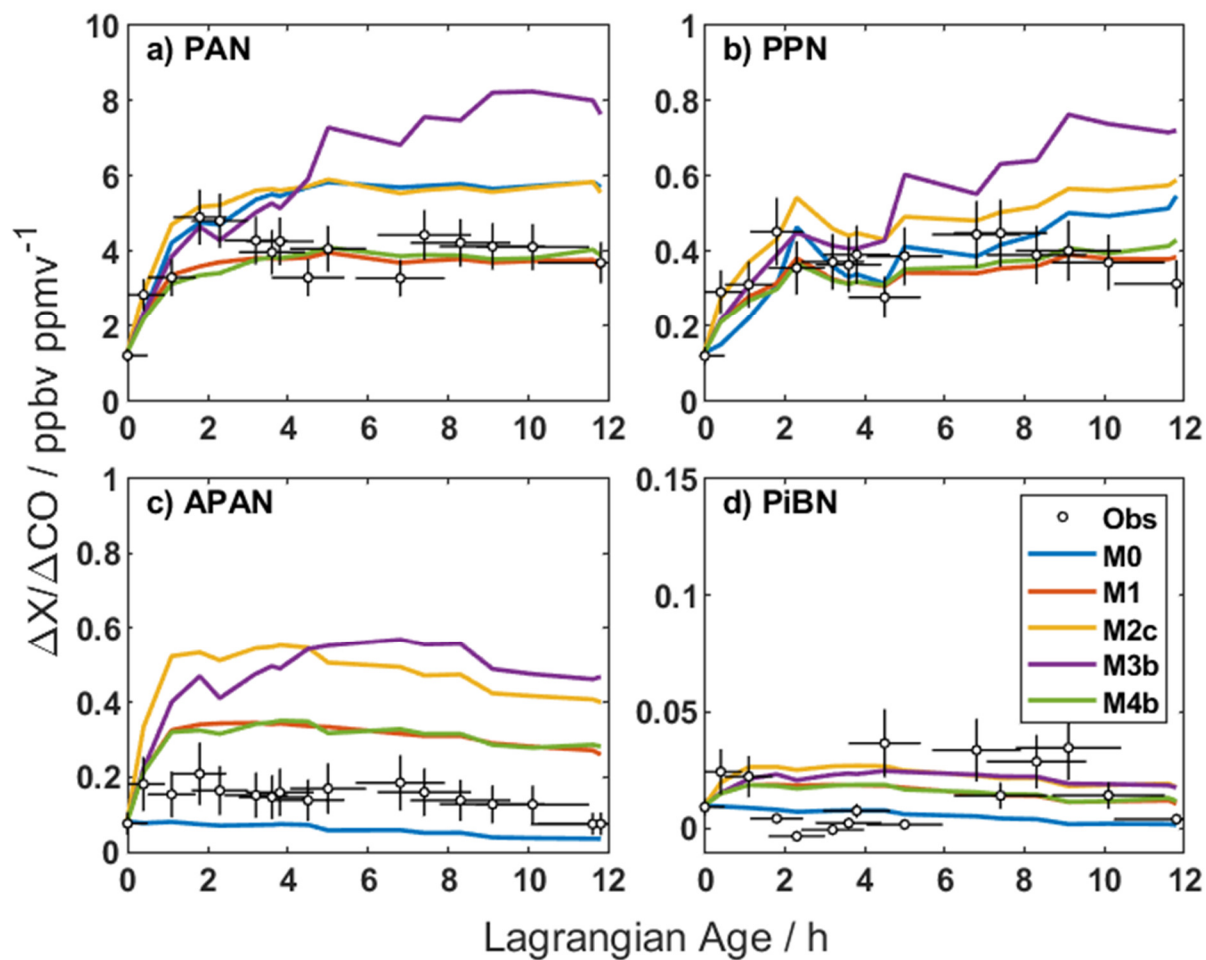 a) PAN
10
8
6
4
2
0
0 2 4 6 8 10 12
b) PPN
1
0.8
0.6
0.4
0.2
0
0 2 4 6 8 10 12
ΔX/ΔCO / ppbv ppmv⁻¹
c) APAN
1
0.8
0.6
0.4
0.2
0
0 2 4 6 8 10 12
d) PiBN
0.15
0.1
0.05
0
0 2 4 6 8 10 12
Obs
M0
M1
M2c
M3b
M4b
Lagrangian Age / h